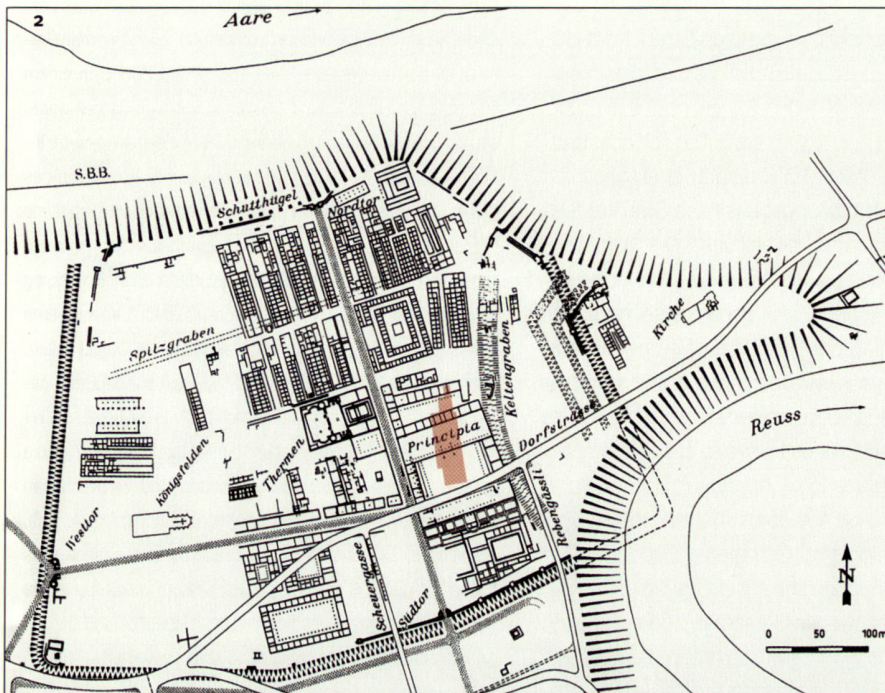 2
Aare
S.B.B.
Schutthügel
Nordtor
Spitzgraben
Keltengraben
Kirche
Reuss
Principia
Dorfstrasse
Thermen
Königsfelden
Westtor
Rebengässli
Scheuergasse
Südtor
N
0 50 100m